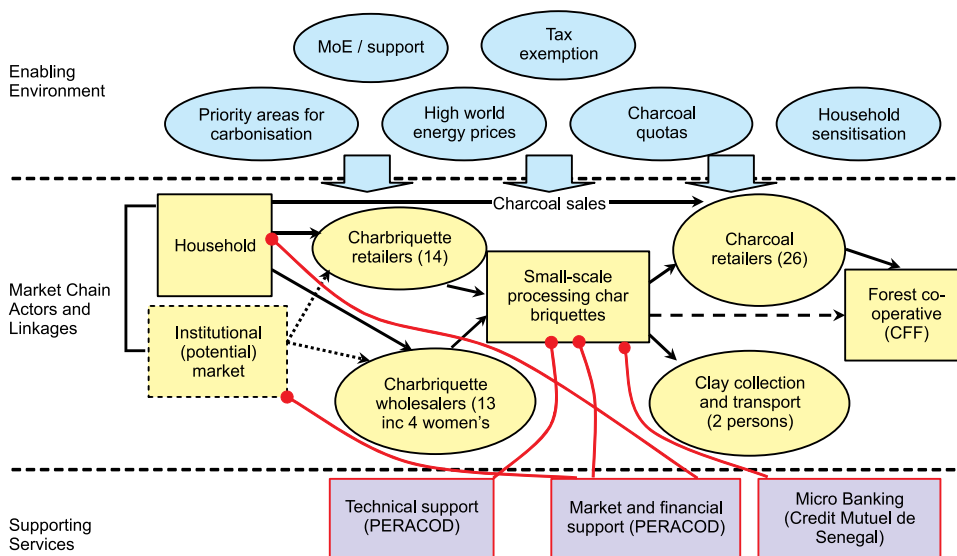 Enabling
Environment
MoE / support
Tax
exemption
Priority areas for
carbonisation
High world
energy prices
Charcoal
quotas
Household
sensitisation
Market Chain
Actors and
Linkages
Household
Charcoal sales
Charbriquette
retailers (14)
Charcoal
retailers (26)
Small-scale
processing char
briquettes
Forest co-
operative
(CFF)
Institutional
(potential)
market
Charbriquette
wholesalers (13
inc 4 women's
Clay collection
and transport
(2 persons)
Supporting
Services
Technical support
(PERACOD)
Market and financial
support (PERACOD)
Micro Banking
(Credit Mutuel de
Senegal)